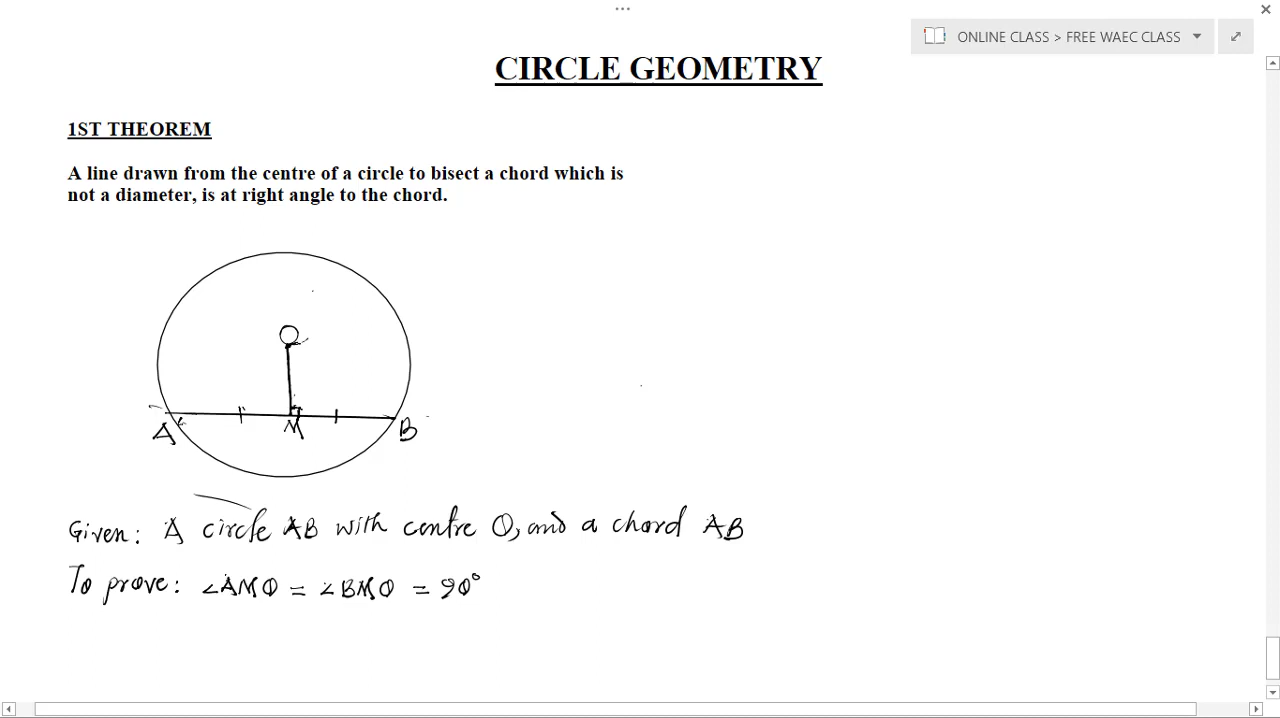 ONLINE CLASS > FREE WAEC CLASS
CIRCLE GEOMETRY
1ST THEOREM
A line drawn from the centre of a circle to bisect a chord which is
not a diameter, is at right angle to the chord.
O
A M B
Given: A circle AB with centre O, and a chord AB
To prove: ∠AMO = ∠BMO = 90°